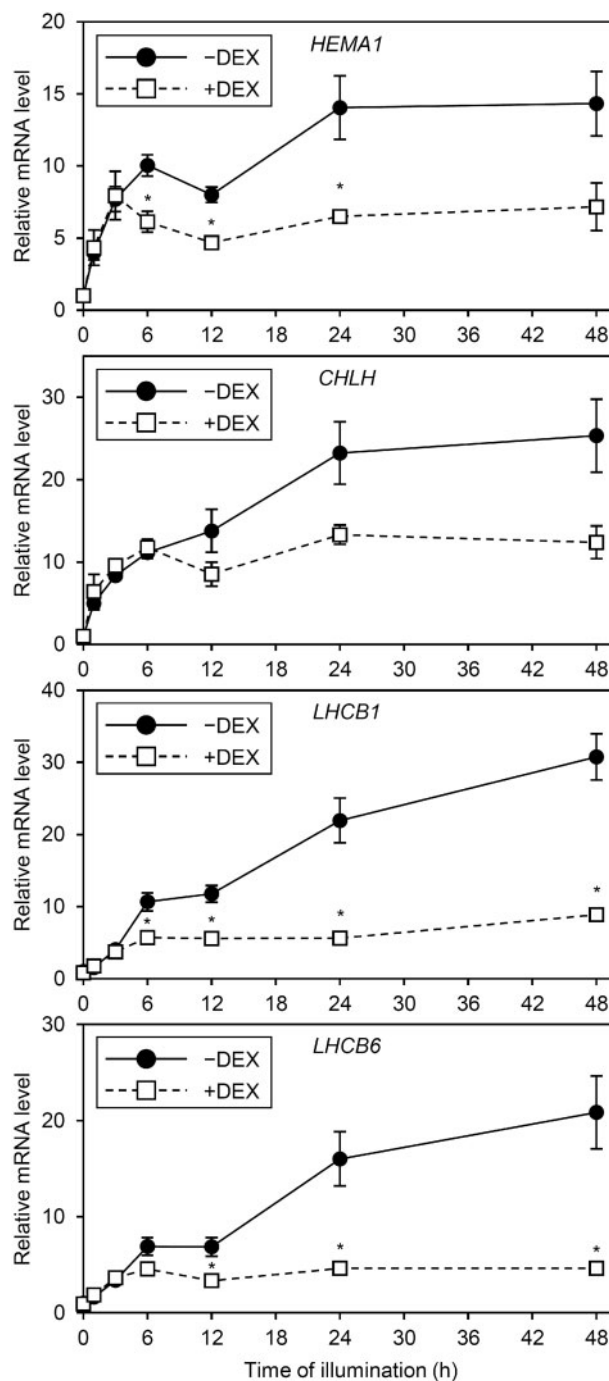 20
15
10
5
0
Relative mRNA level
−DEX
+DEX
HEMA1
*
*
*
0 6 12 18 24 30 36 42 48
30
20
10
0
Relative mRNA level
−DEX
+DEX
CHLH
0 6 12 18 24 30 36 42 48
40
30
20
10
0
Relative mRNA level
−DEX
+DEX
LHCB1
*
*
*
*
0 6 12 18 24 30 36 42 48
30
20
10
0
Relative mRNA level
−DEX
+DEX
LHCB6
*
*
*
0 6 12 18 24 30 36 42 48
Time of illumination (h)